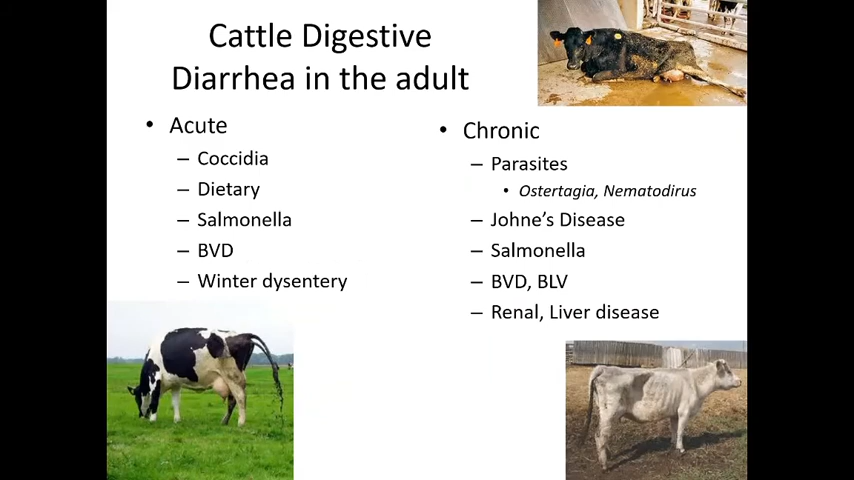 Cattle Digestive
Diarrhea in the adult
• Acute
– Coccidia
– Dietary
– Salmonella
– BVD
– Winter dysentery
• Chronic
– Parasites
• Ostertagia, Nematodirus
– Johne's Disease
– Salmonella
– BVD, BLV
– Renal, Liver disease